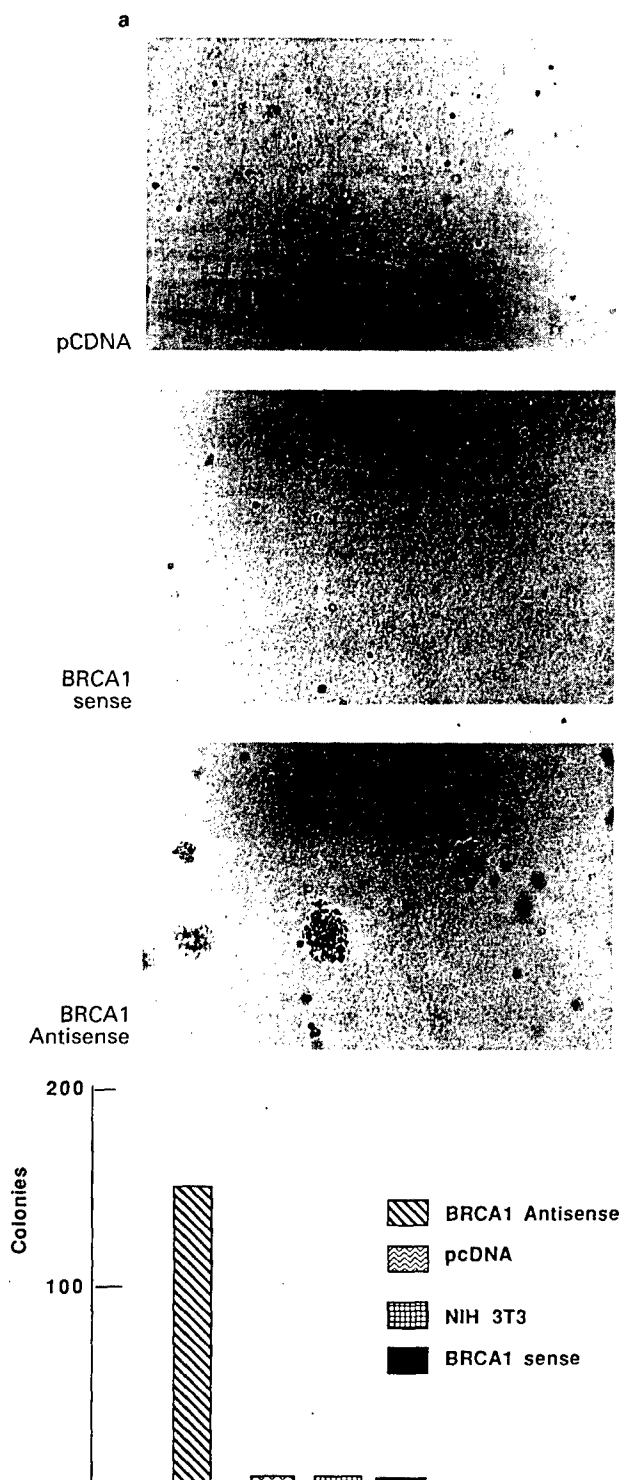 a
pCDNA
BRCA1
sense
BRCA1
Antisense
200
Colonies
100
BRCA1 Antisense
pcDNA
NIH 3T3
BRCA1 sense